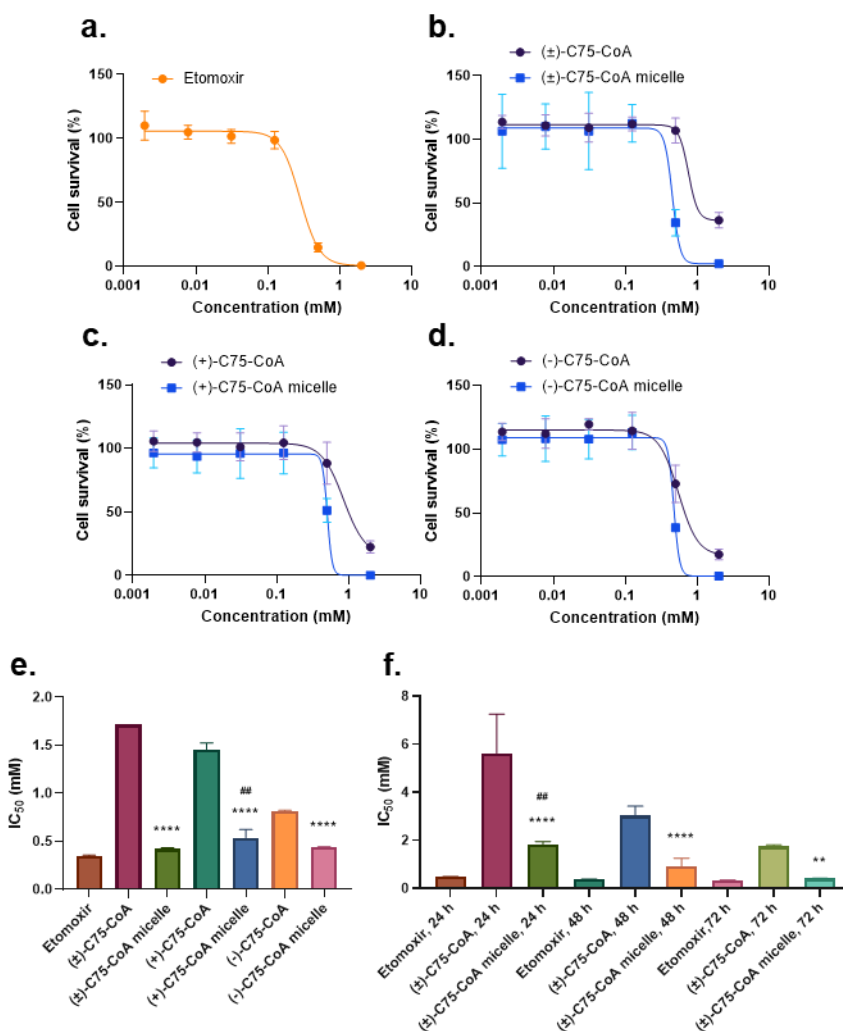 a.
Etomoxir
150
100
50
0
Cell survival (%)
0.001 0.01 0.1 1 10
Concentration (mM)
b.
(±)-C75-CoA
(±)-C75-CoA micelle
150
100
50
0
Cell survival (%)
0.001 0.01 0.1 1 10
Concentration (mM)
c.
(+)-C75-CoA
(+)-C75-CoA micelle
150
100
50
0
Cell survival (%)
0.001 0.01 0.1 1 10
Concentration (mM)
d.
(-)-C75-CoA
(-)-C75-CoA micelle
150
100
50
0
Cell survival (%)
0.001 0.01 0.1 1 10
Concentration (mM)
e.
2.0
1.5
1.0
0.5
0.0
IC50 (mM)
****
##
****
****
Etomoxir
(±)-C75-CoA
(±)-C75-CoA micelle
(+)-C75-CoA
(+)-C75-CoA micelle
(-)-C75-CoA
(-)-C75-CoA micelle
f.
8
6
4
2
0
IC50 (mM)
##
****
****
**
Etomoxir, 24 h
(±)-C75-CoA, 24 h
(±)-C75-CoA micelle, 24 h
Etomoxir, 48 h
(±)-C75-CoA, 48 h
(±)-C75-CoA micelle, 48 h
Etomoxir,72 h
(±)-C75-CoA, 72 h
(±)-C75-CoA micelle, 72 h